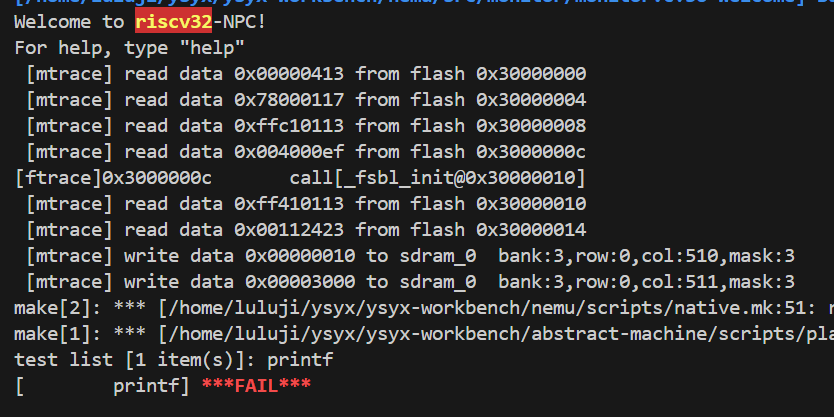 Welcome to riscv32-NPC!
For help, type "help"
[mtrace] read data 0x00000413 from flash 0x30000000
[mtrace] read data 0x78000117 from flash 0x30000004
[mtrace] read data 0xffc10113 from flash 0x30000008
[mtrace] read data 0x004000ef from flash 0x3000000c
[ftrace]0x3000000c call[_fsbl_init@0x30000010]
[mtrace] read data 0xff410113 from flash 0x30000010
[mtrace] read data 0x00112423 from flash 0x30000014
[mtrace] write data 0x00000010 to sdram_0 bank:3,row:0,col:510,mask:3
[mtrace] write data 0x00003000 to sdram_0 bank:3,row:0,col:511,mask:3
make[2]: *** [/home/luluji/ysyx/ysyx-workbench/nemu/scripts/native.mk:51: r
make[1]: *** [/home/luluji/ysyx/ysyx-workbench/abstract-machine/scripts/pla
test list [1 item(s)]: printf
[ printf] ***FAIL***